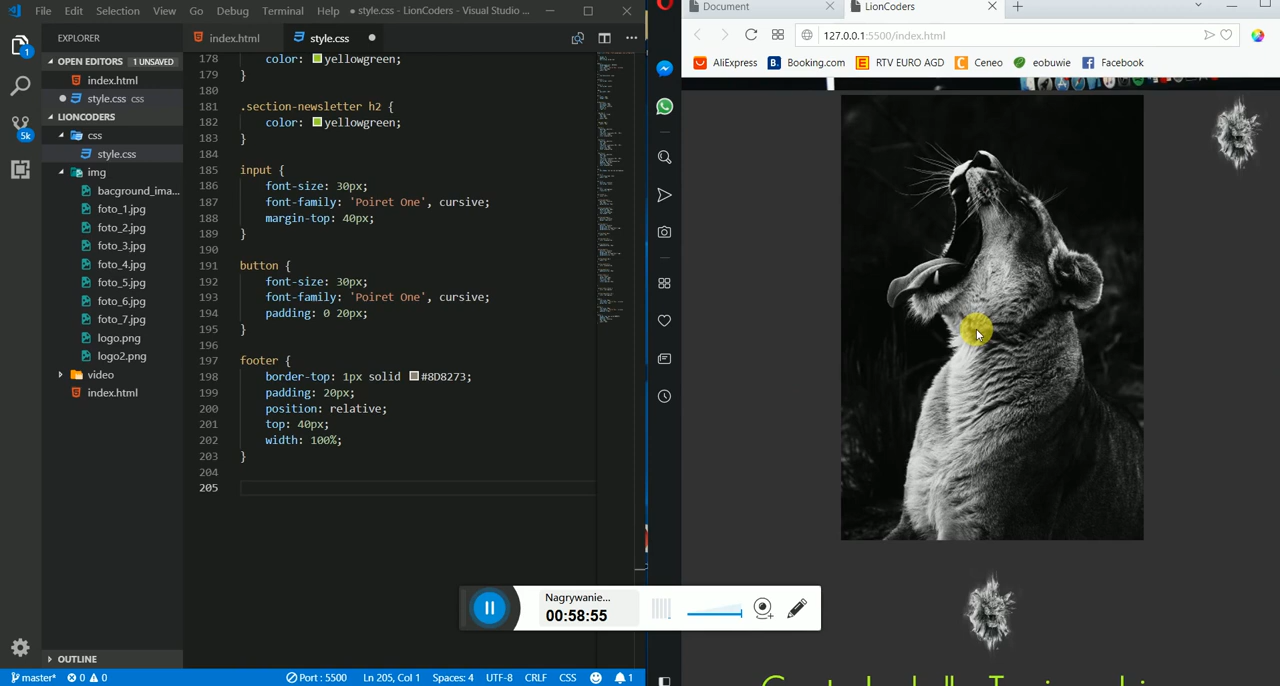 File Edit Selection View Go Debug Terminal Help ● style.css - LionCoders - Visual Studio ...
EXPLORER
OPEN EDITORS 1 UNSAVED
index.html
style.css css
LIONCODERS
css
style.css
img
bacground_ima...
foto_1.jpg
foto_2.jpg
foto_3.jpg
foto_4.jpg
foto_5.jpg
foto_6.jpg
foto_7.jpg
logo.png
logo2.png
video
index.html
OUTLINE
1
5k
index.html style.css
178 color: yellowgreen;
179 }
180
181 .section-newsletter h2 {
182 color: yellowgreen;
183 }
184
185 input {
186 font-size: 30px;
187 font-family: 'Poiret One', cursive;
188 margin-top: 40px;
189 }
190
191 button {
192 font-size: 30px;
193 font-family: 'Poiret One', cursive;
194 padding: 0 20px;
195 }
196
197 footer {
198 border-top: 1px solid #8D8273;
199 padding: 20px;
200 position: relative;
201 top: 40px;
202 width: 100%;
203 }
204
205
master* 0 0 Port : 5500 Ln 205, Col 1 Spaces: 4 UTF-8 CRLF CSS 1
Nagrywanie...
00:58:55
Document LionCoders
127.0.0.1:5500/index.html
AliExpress Booking.com RTV EURO AGD Ceneo eobuwie Facebook